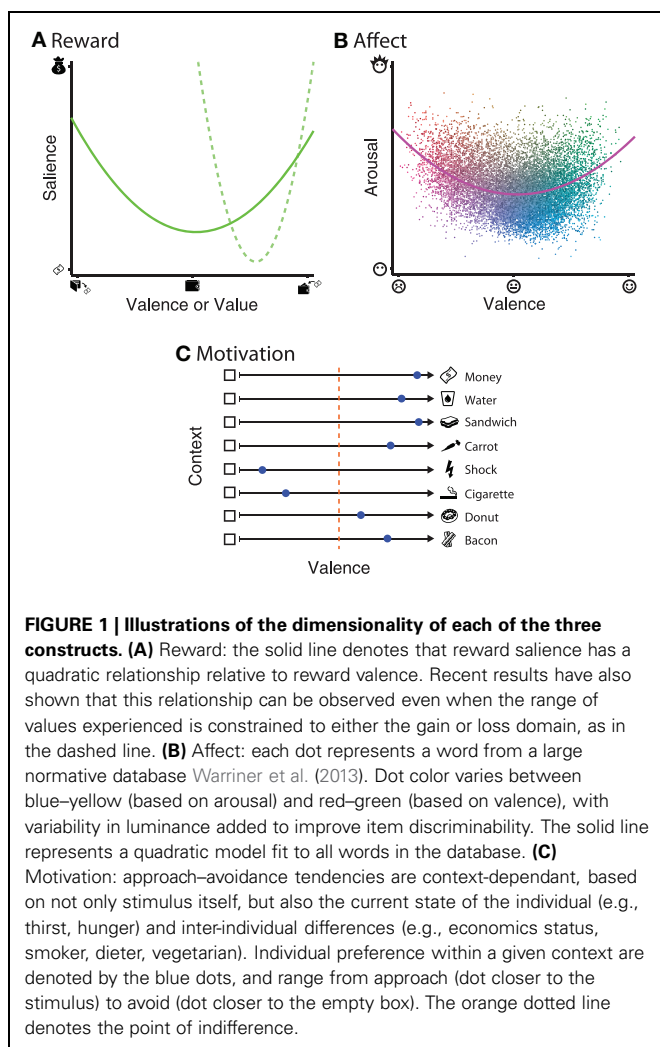 A Reward
Salience
Valence or Value
B Affect
Arousal
Valence
C Motivation
Context
Money
Water
Sandwich
Carrot
Shock
Cigarette
Donut
Bacon
Valence
FIGURE 1 | Illustrations of the dimensionality of each of the three
constructs. (A) Reward: the solid line denotes that reward salience has a
quadratic relationship relative to reward valence. Recent results have also
shown that this relationship can be observed even when the range of
values experienced is constrained to either the gain or loss domain, as in
the dashed line. (B) Affect: each dot represents a word from a large
normative database Warriner et al. (2013). Dot color varies between
blue–yellow (based on arousal) and red–green (based on valence), with
variability in luminance added to improve item discriminability. The solid line
represents a quadratic model fit to all words in the database. (C)
Motivation: approach–avoidance tendencies are context-dependant, based
on not only stimulus itself, but also the current state of the individual (e.g.,
thirst, hunger) and inter-individual differences (e.g., economics status,
smoker, dieter, vegetarian). Individual preference within a given context are
denoted by the blue dots, and range from approach (dot closer to the
stimulus) to avoid (dot closer to the empty box). The orange dotted line
denotes the point of indifference.